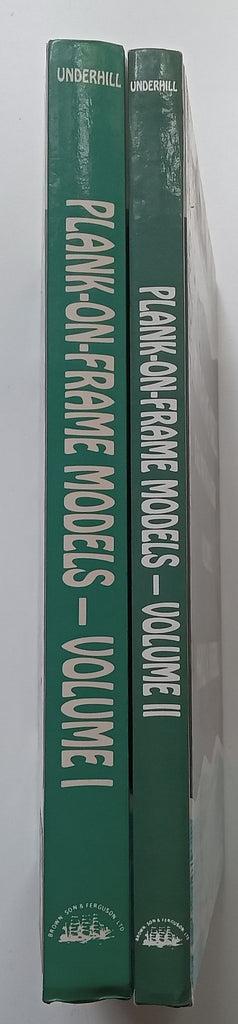 UNDERHILL
PLANK-ON-FRAME MODELS — VOLUME I
BROWN, SON & FERGUSON LTD
UNDERHILL
PLANK-ON-FRAME MODELS — VOLUME II
BROWN, SON & FERGUSON LTD